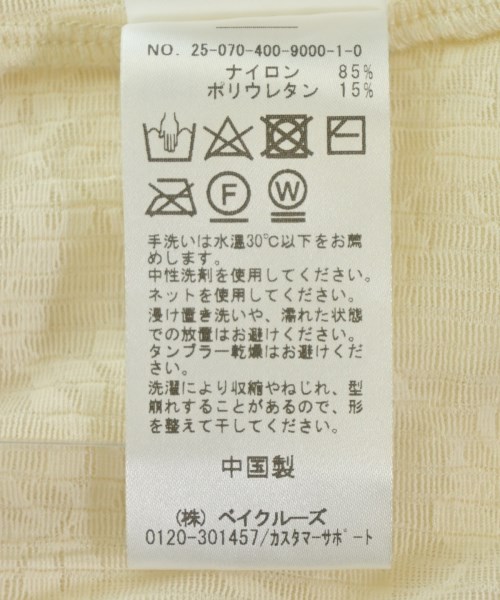 NO. 25-070-400-9000-1-0
ナイロン 85%
ポリウレタン 15%
F
W
手洗いは水温30℃以下をお薦
めします。
中性洗剤を使用してください。
ネットを使用してください。
浸け置き洗いや、濡れた状態
での放置はお避けください。
タンブラー乾燥はお避けくださ
い。
洗濯により収縮やねじれ、型
崩れすることがあるので、形
を整えて干してください。
中国製
(株) ベイクルーズ
0120-301457/カスタマーサポート